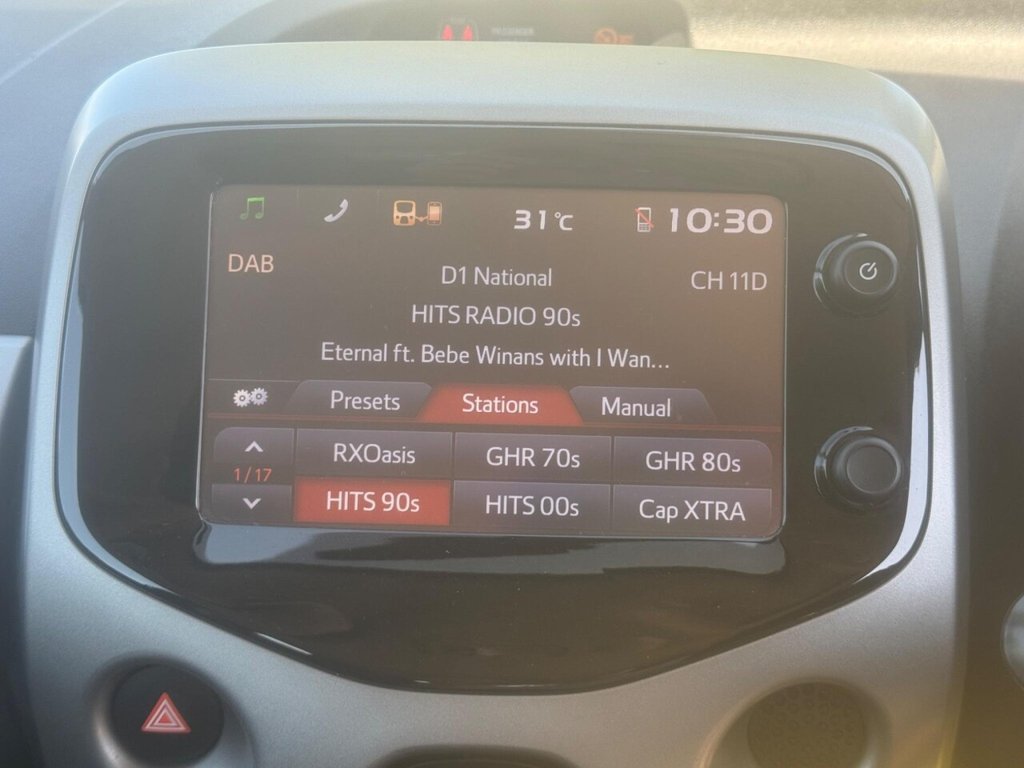 31°C 10:30
DAB D1 National CH 11D
HITS RADIO 90s
Eternal ft. Bebe Winans with I Wan...
Presets Stations Manual
RXOasis GHR 70s GHR 80s
1/17
HITS 90s HITS 00s Cap XTRA